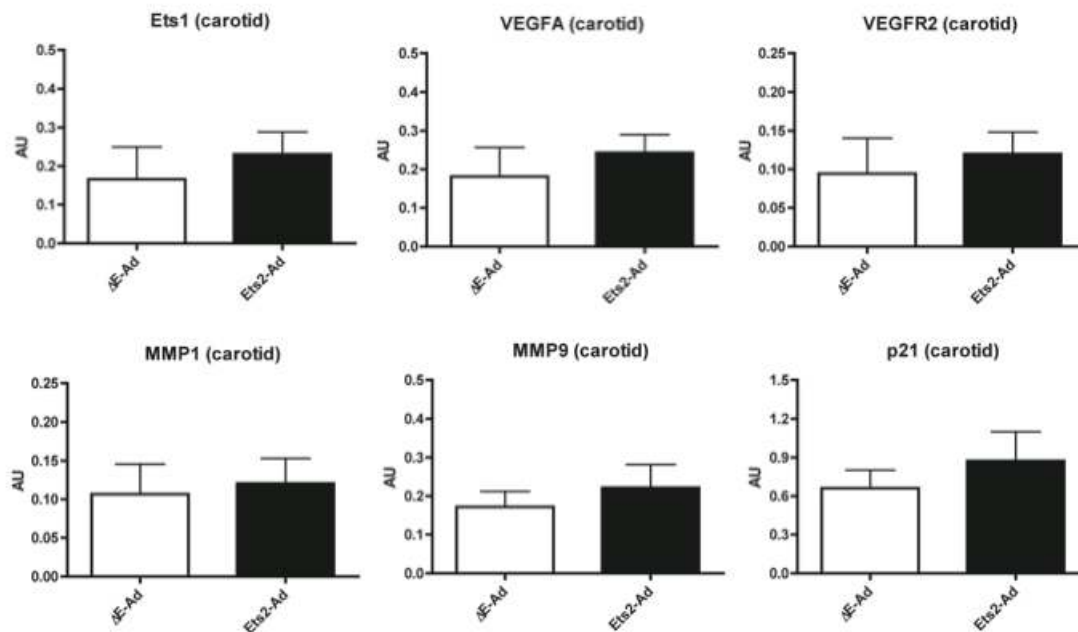 Ets1 (carotid)
0.5
0.4
0.3
0.2
0.1
0.0
AU
ΔE-Ad
Ets2-Ad
VEGFA (carotid)
0.5
0.4
0.3
0.2
0.1
0.0
AU
ΔE-Ad
Ets2-Ad
VEGFR2 (carotid)
0.25
0.20
0.15
0.10
0.05
0.00
AU
ΔE-Ad
Ets2-Ad
MMP1 (carotid)
0.25
0.20
0.15
0.10
0.05
0.00
AU
ΔE-Ad
Ets2-Ad
MMP9 (carotid)
0.5
0.4
0.3
0.2
0.1
0.0
AU
ΔE-Ad
Ets2-Ad
p21 (carotid)
1.5
1.2
0.9
0.6
0.3
0.0
AU
ΔE-Ad
Ets2-Ad